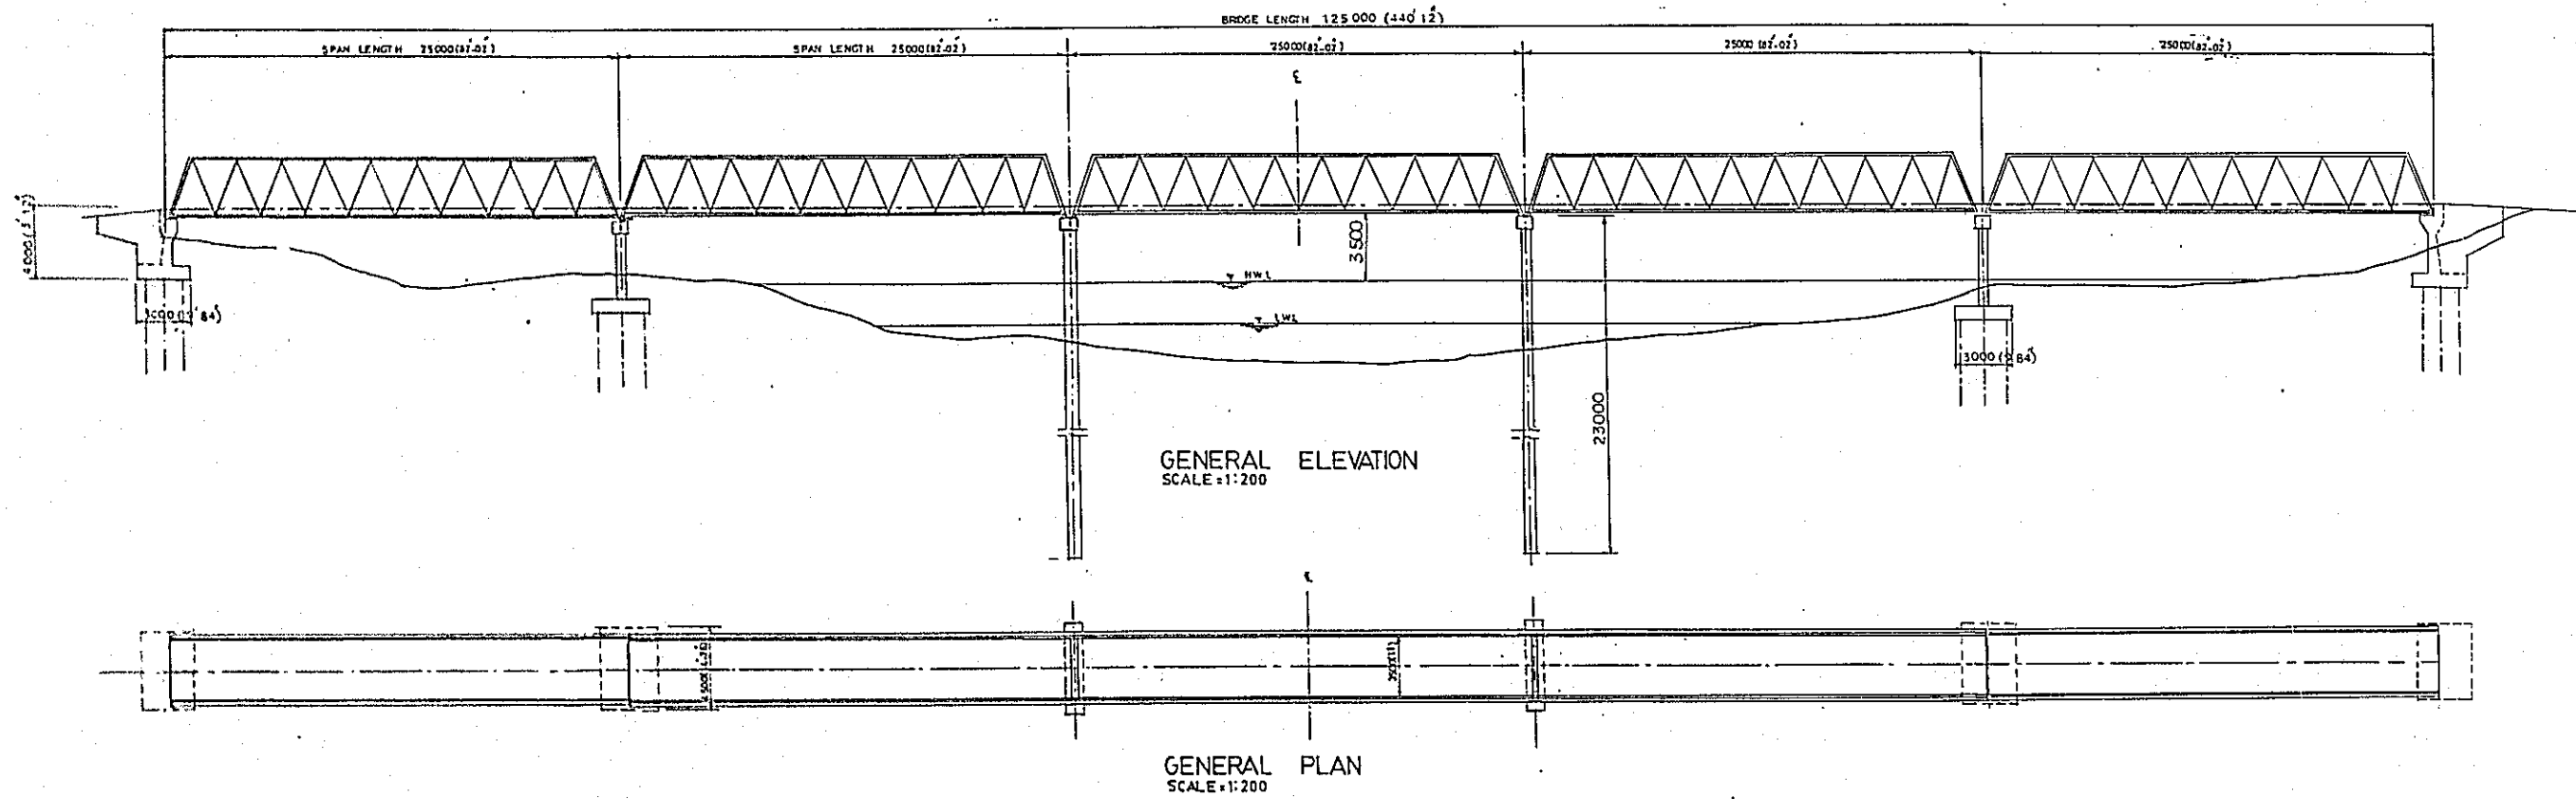 BRIDGE LENGTH 125 000 (440' 12")
SPAN LENGTH 25000 (82'-02")
SPAN LENGTH 25000 (82'-02")
25000 (82'-02")
25000 (82'-02")
25000 (82'-02")
℄
3500
HWL
LWL
3000 (9'84")
23000
GENERAL ELEVATION
SCALE = 1:200
℄
GENERAL PLAN
SCALE = 1:200